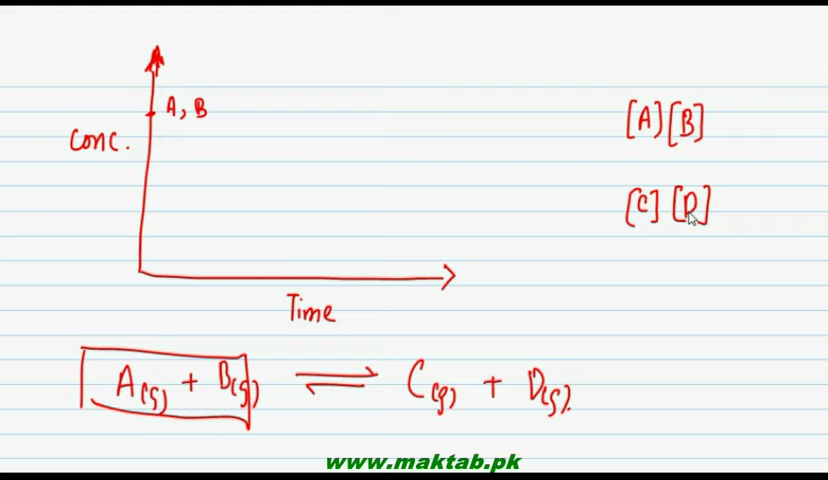 A, B
Conc.
[A][B]
[C] [D]
Time
A(g) + B(g) ⇌ C(g) + D(g).
www.maktab.pk